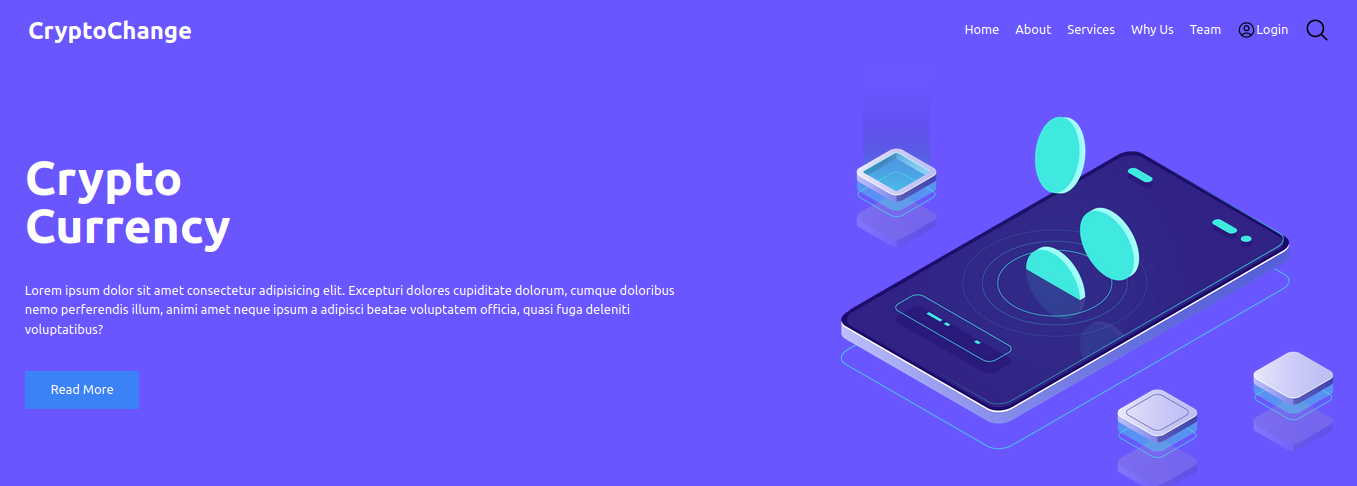 CryptoChange
Home About Services Why Us Team Login
Crypto
Currency
Lorem ipsum dolor sit amet consectetur adipisicing elit. Excepturi dolores cupiditate dolorum, cumque doloribus
nemo perferendis illum, animi amet neque ipsum a adipisci beatae voluptatem officia, quasi fuga deleniti
voluptatibus?
Read More